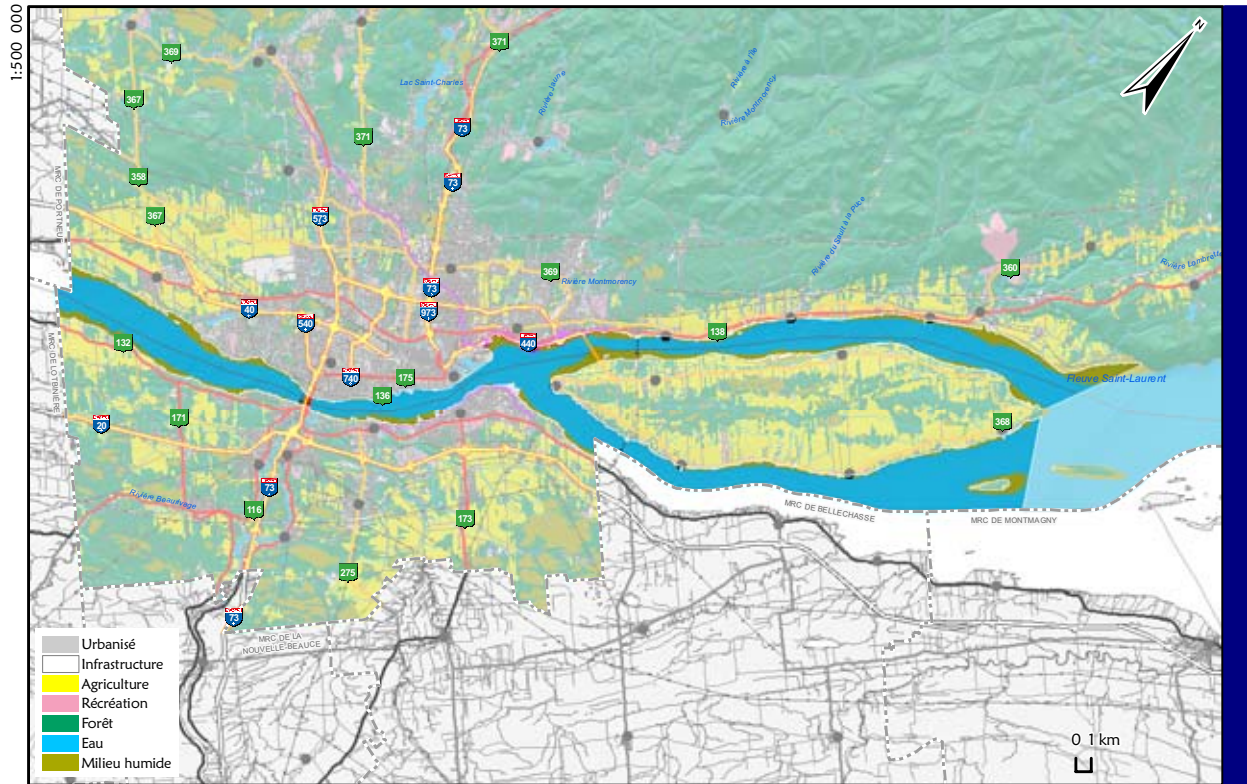 1:500 000
N
369
371
367
Lac Saint-Charles
Rivière Jaune
Rivière à l'Île
Rivière Montmorency
73
371
358
73
367
573
MRC DE PORTNEUF
Rivière du Sault à la Puce
360
369
Rivière Montmorency
73
40
973
540
440
138
132
MRC DE LOTBINIÈRE
740
175
136
Fleuve Saint-Laurent
171
20
368
73
Rivière Beaurivage
116
173
MRC DE BELLECHASSE
MRC DE MONTMAGNY
275
73
MRC DE LA
NOUVELLE-BEAUCE
Urbanisé
Infrastructure
Agriculture
Récréation
Forêt
Eau
Milieu humide
0 1 km